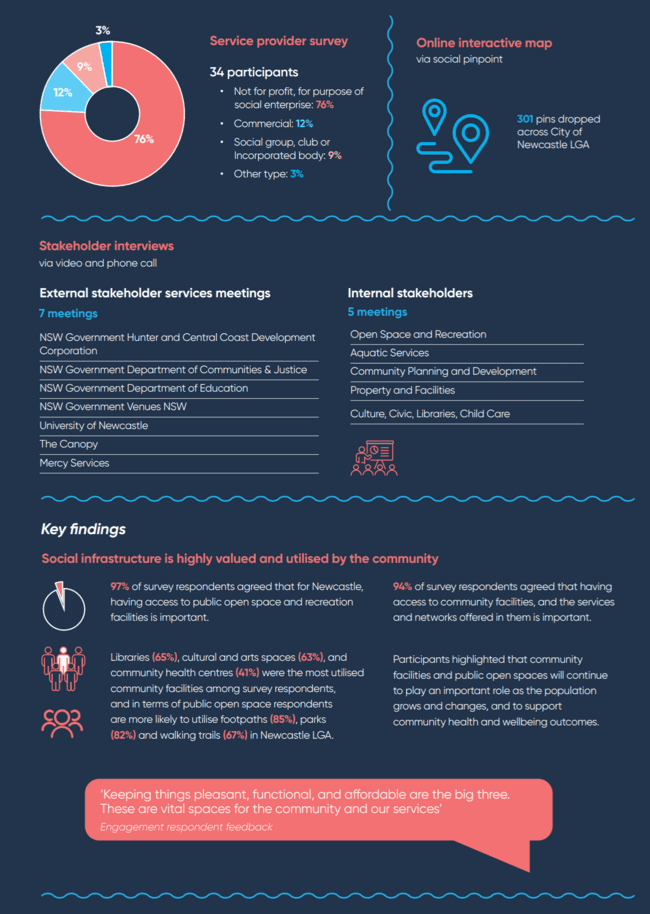 3%
9%
12%
76%
Service provider survey
34 participants
• Not for profit, for purpose of
social enterprise: 76%
• Commercial: 12%
• Social group, club or
Incorporated body: 9%
• Other type: 3%
Online interactive map
via social pinpoint
301 pins dropped
across City of
Newcastle LGA
Stakeholder interviews
via video and phone call
External stakeholder services meetings
7 meetings
NSW Government Hunter and Central Coast Development
Corporation
NSW Government Department of Communities & Justice
NSW Government Department of Education
NSW Government Venues NSW
University of Newcastle
The Canopy
Mercy Services
Internal stakeholders
5 meetings
Open Space and Recreation
Aquatic Services
Community Planning and Development
Property and Facilities
Culture, Civic, Libraries, Child Care
Key findings
Social infrastructure is highly valued and utilised by the community
97% of survey respondents agreed that for Newcastle,
having access to public open space and recreation
facilities is important.
94% of survey respondents agreed that having
access to community facilities, and the services
and networks offered in them is important.
Libraries (65%), cultural and arts spaces (63%), and
community health centres (41%) were the most utilised
community facilities among survey respondents,
and in terms of public open space respondents
are more likely to utilise footpaths (85%), parks
(82%) and walking trails (67%) in Newcastle LGA.
Participants highlighted that community
facilities and public open spaces will continue
to play an important role as the population
grows and changes, and to support
community health and wellbeing outcomes.
'Keeping things pleasant, functional, and affordable are the big three.
These are vital spaces for the community and our services'
Engagement respondent feedback